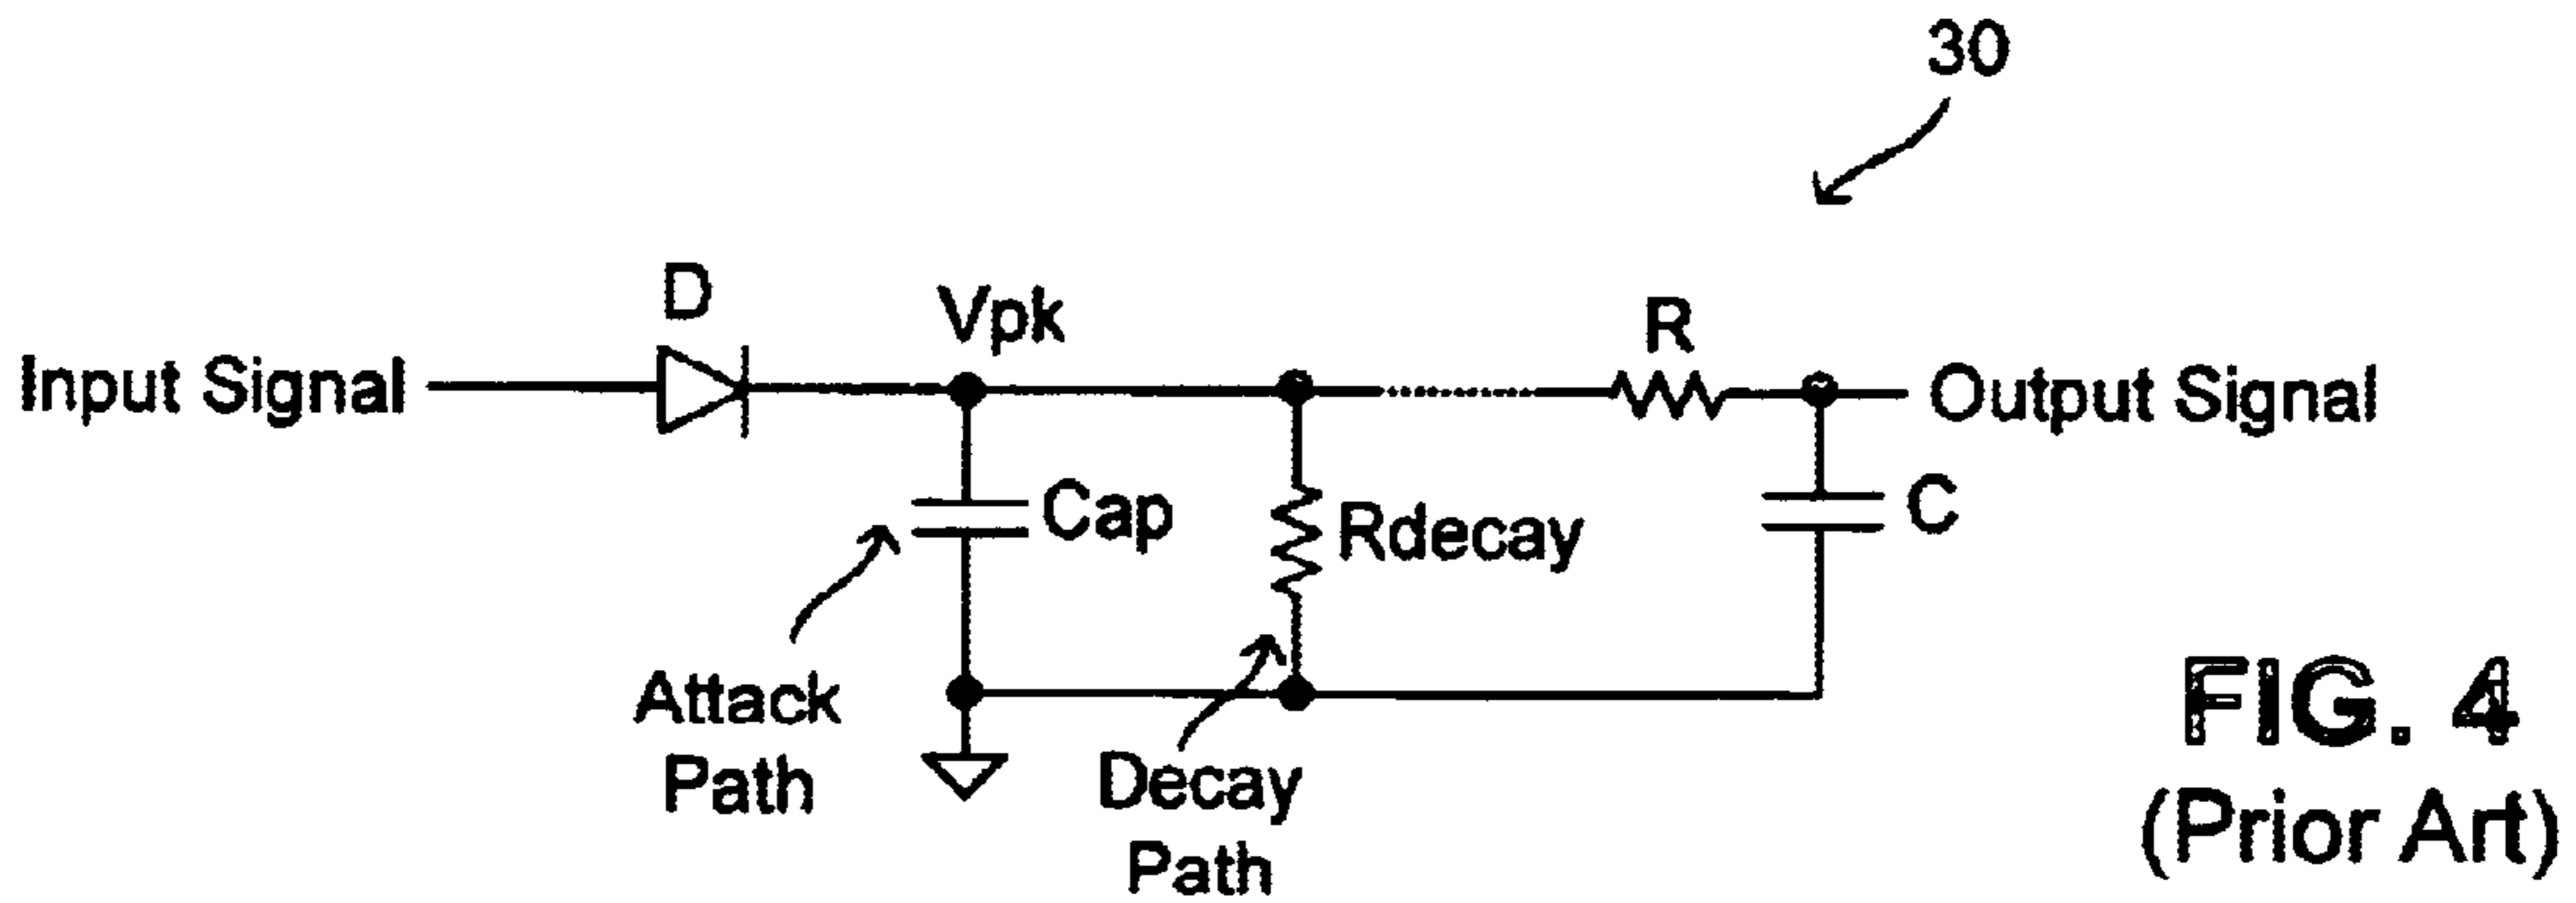 30
D
Vpk
R
Input Signal
Output Signal
Cap
Rdecay
C
Attack
Path
Decay
Path
FIG. 4
(Prior Art)